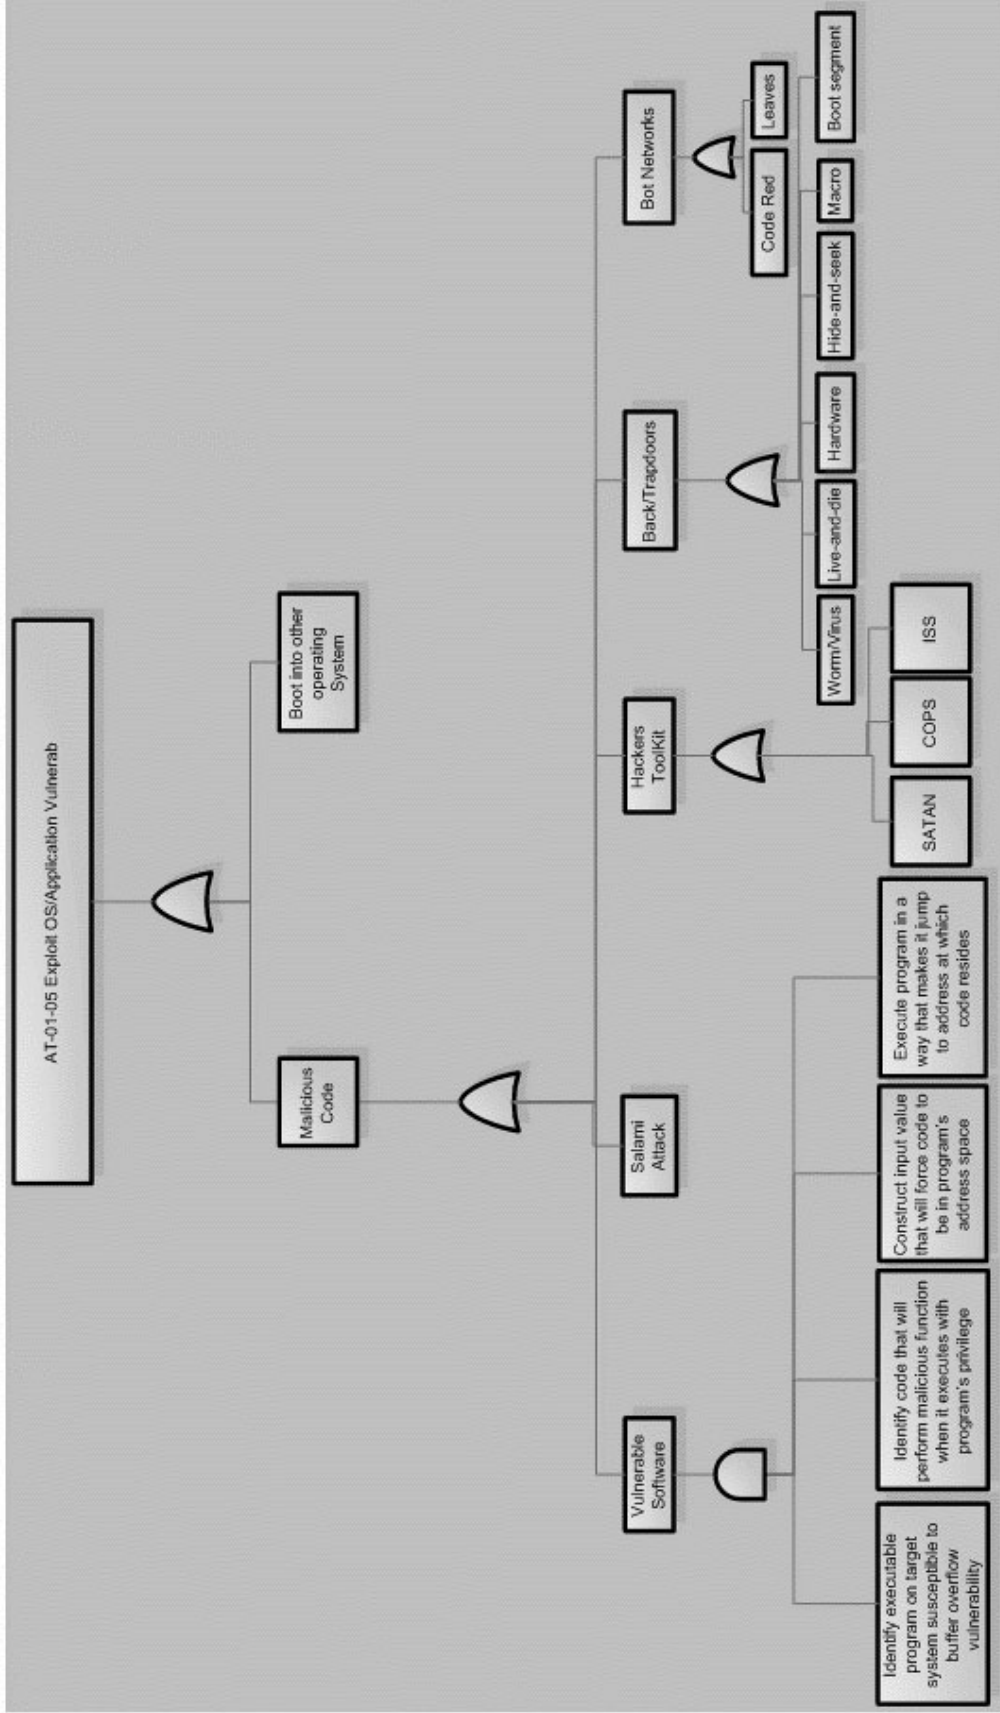 AT-01-05 Exploit OS/Application Vulnerab
Malicious
Code
Boot into other
operating
System
Vulnerable
Software
Salami
Attack
Hackers
ToolKit
Back/Trapdoors
Bot Networks
Code Red
Leaves
Worm/Virus
Live-and-die
Hardware
Hide-and-seek
Macro
Boot segment
SATAN
COPS
ISS
Identify executable
program on target
system susceptible to
buffer overflow
vulnerability
Identify code that will
perform malicious function
when it executes with
program's privilege
Construct input value
that will force code to
be in program's
address space
Execute program in a
way that makes it jump
to address at which
code resides